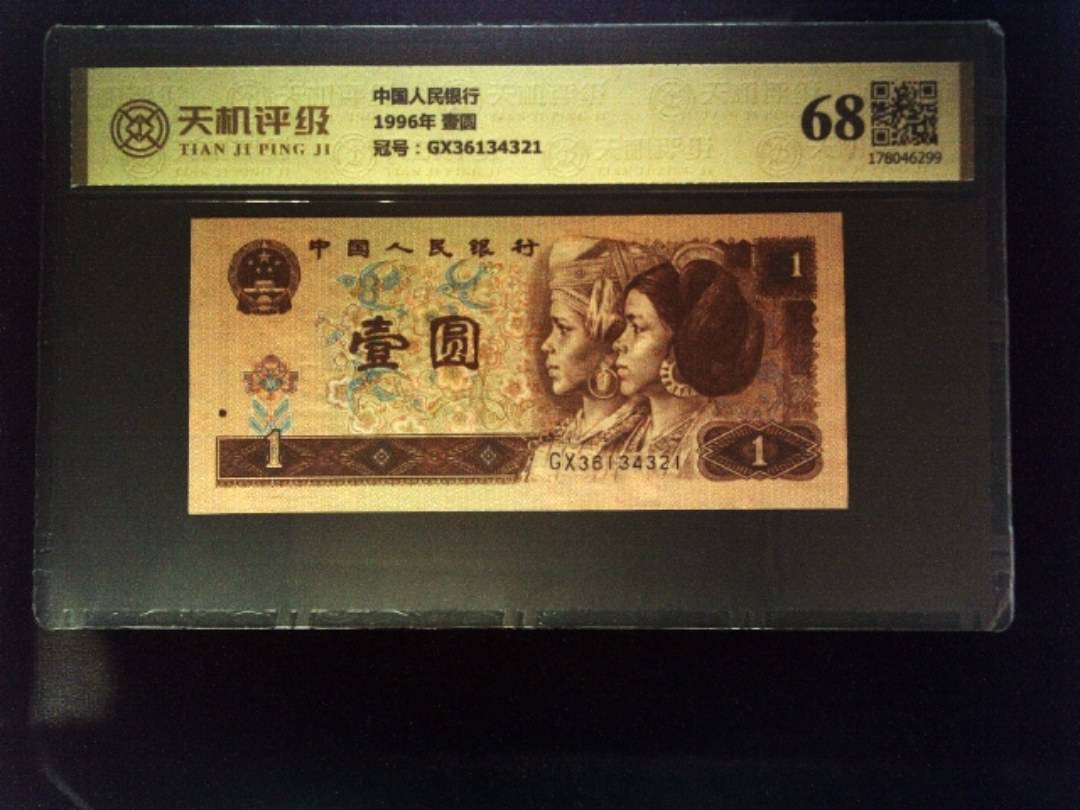 天机评级
TIAN JI PING JI
中国人民银行
1996年 壹圆
冠号：GX36134321
68
178046299
中国人民银行
1
壹圆
1
GX36134321
1